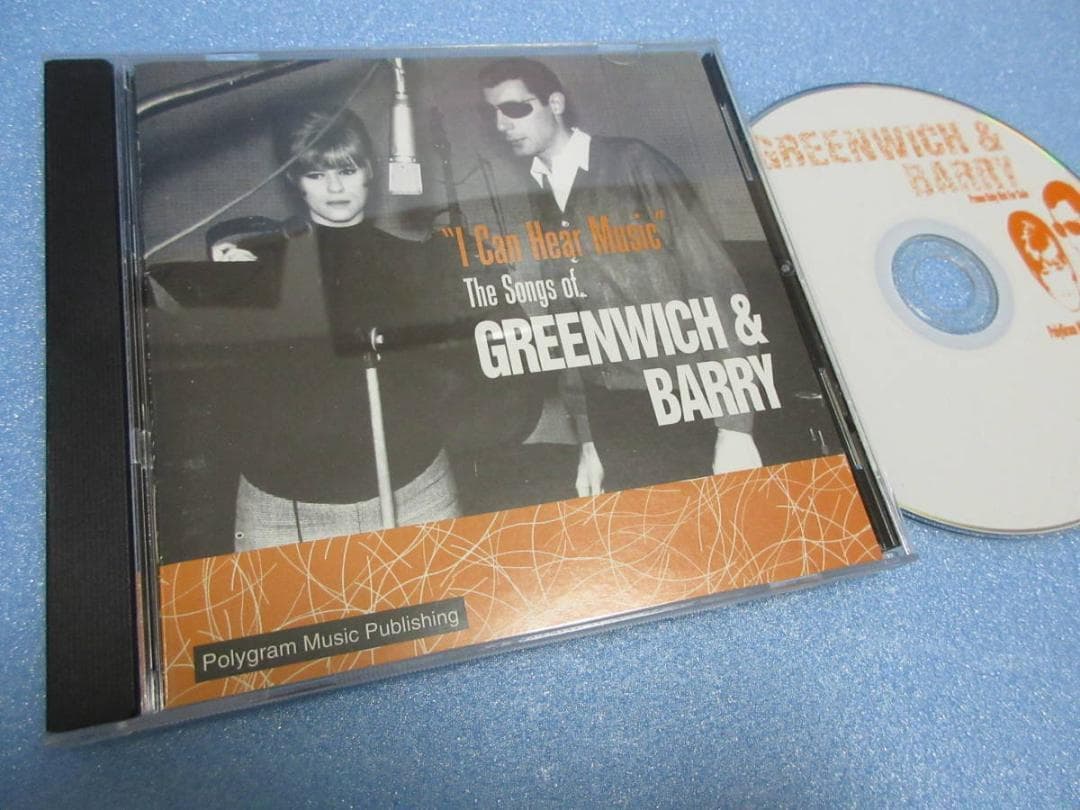 "I Can Hear Music"
The Songs of...
GREENWICH &
BARRY
Polygram Music Publishing
GREENWICH &
BARRY